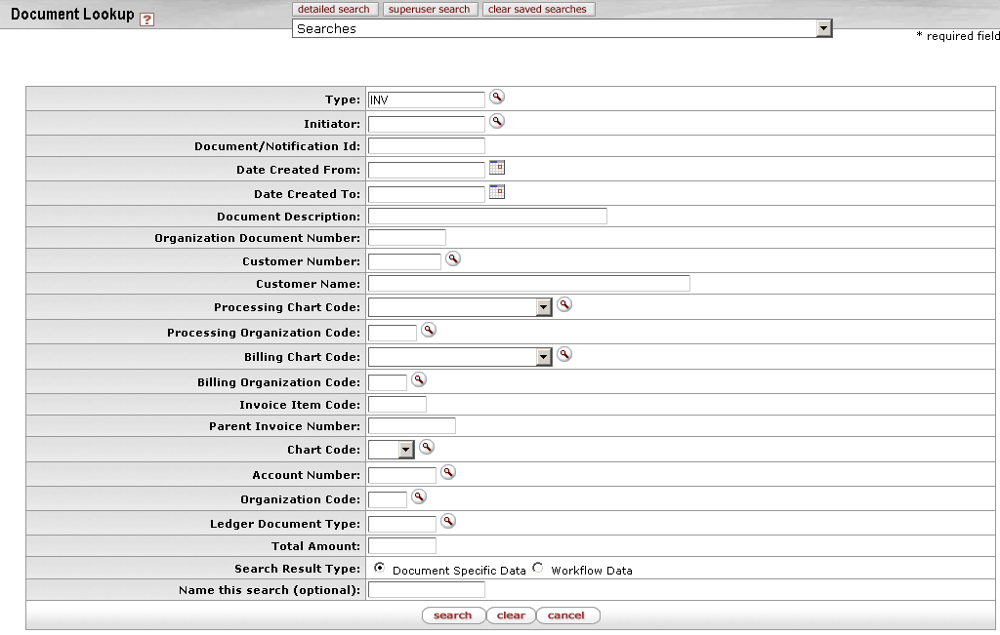 Document Lookup ?
detailed search superuser search clear saved searches
Searches
* required field
Type: INV
Initiator:
Document/Notification Id:
Date Created From:
Date Created To:
Document Description:
Organization Document Number:
Customer Number:
Customer Name:
Processing Chart Code:
Processing Organization Code:
Billing Chart Code:
Billing Organization Code:
Invoice Item Code:
Parent Invoice Number:
Chart Code:
Account Number:
Organization Code:
Ledger Document Type:
Total Amount:
Search Result Type: Document Specific Data Workflow Data
Name this search (optional):
search clear cancel